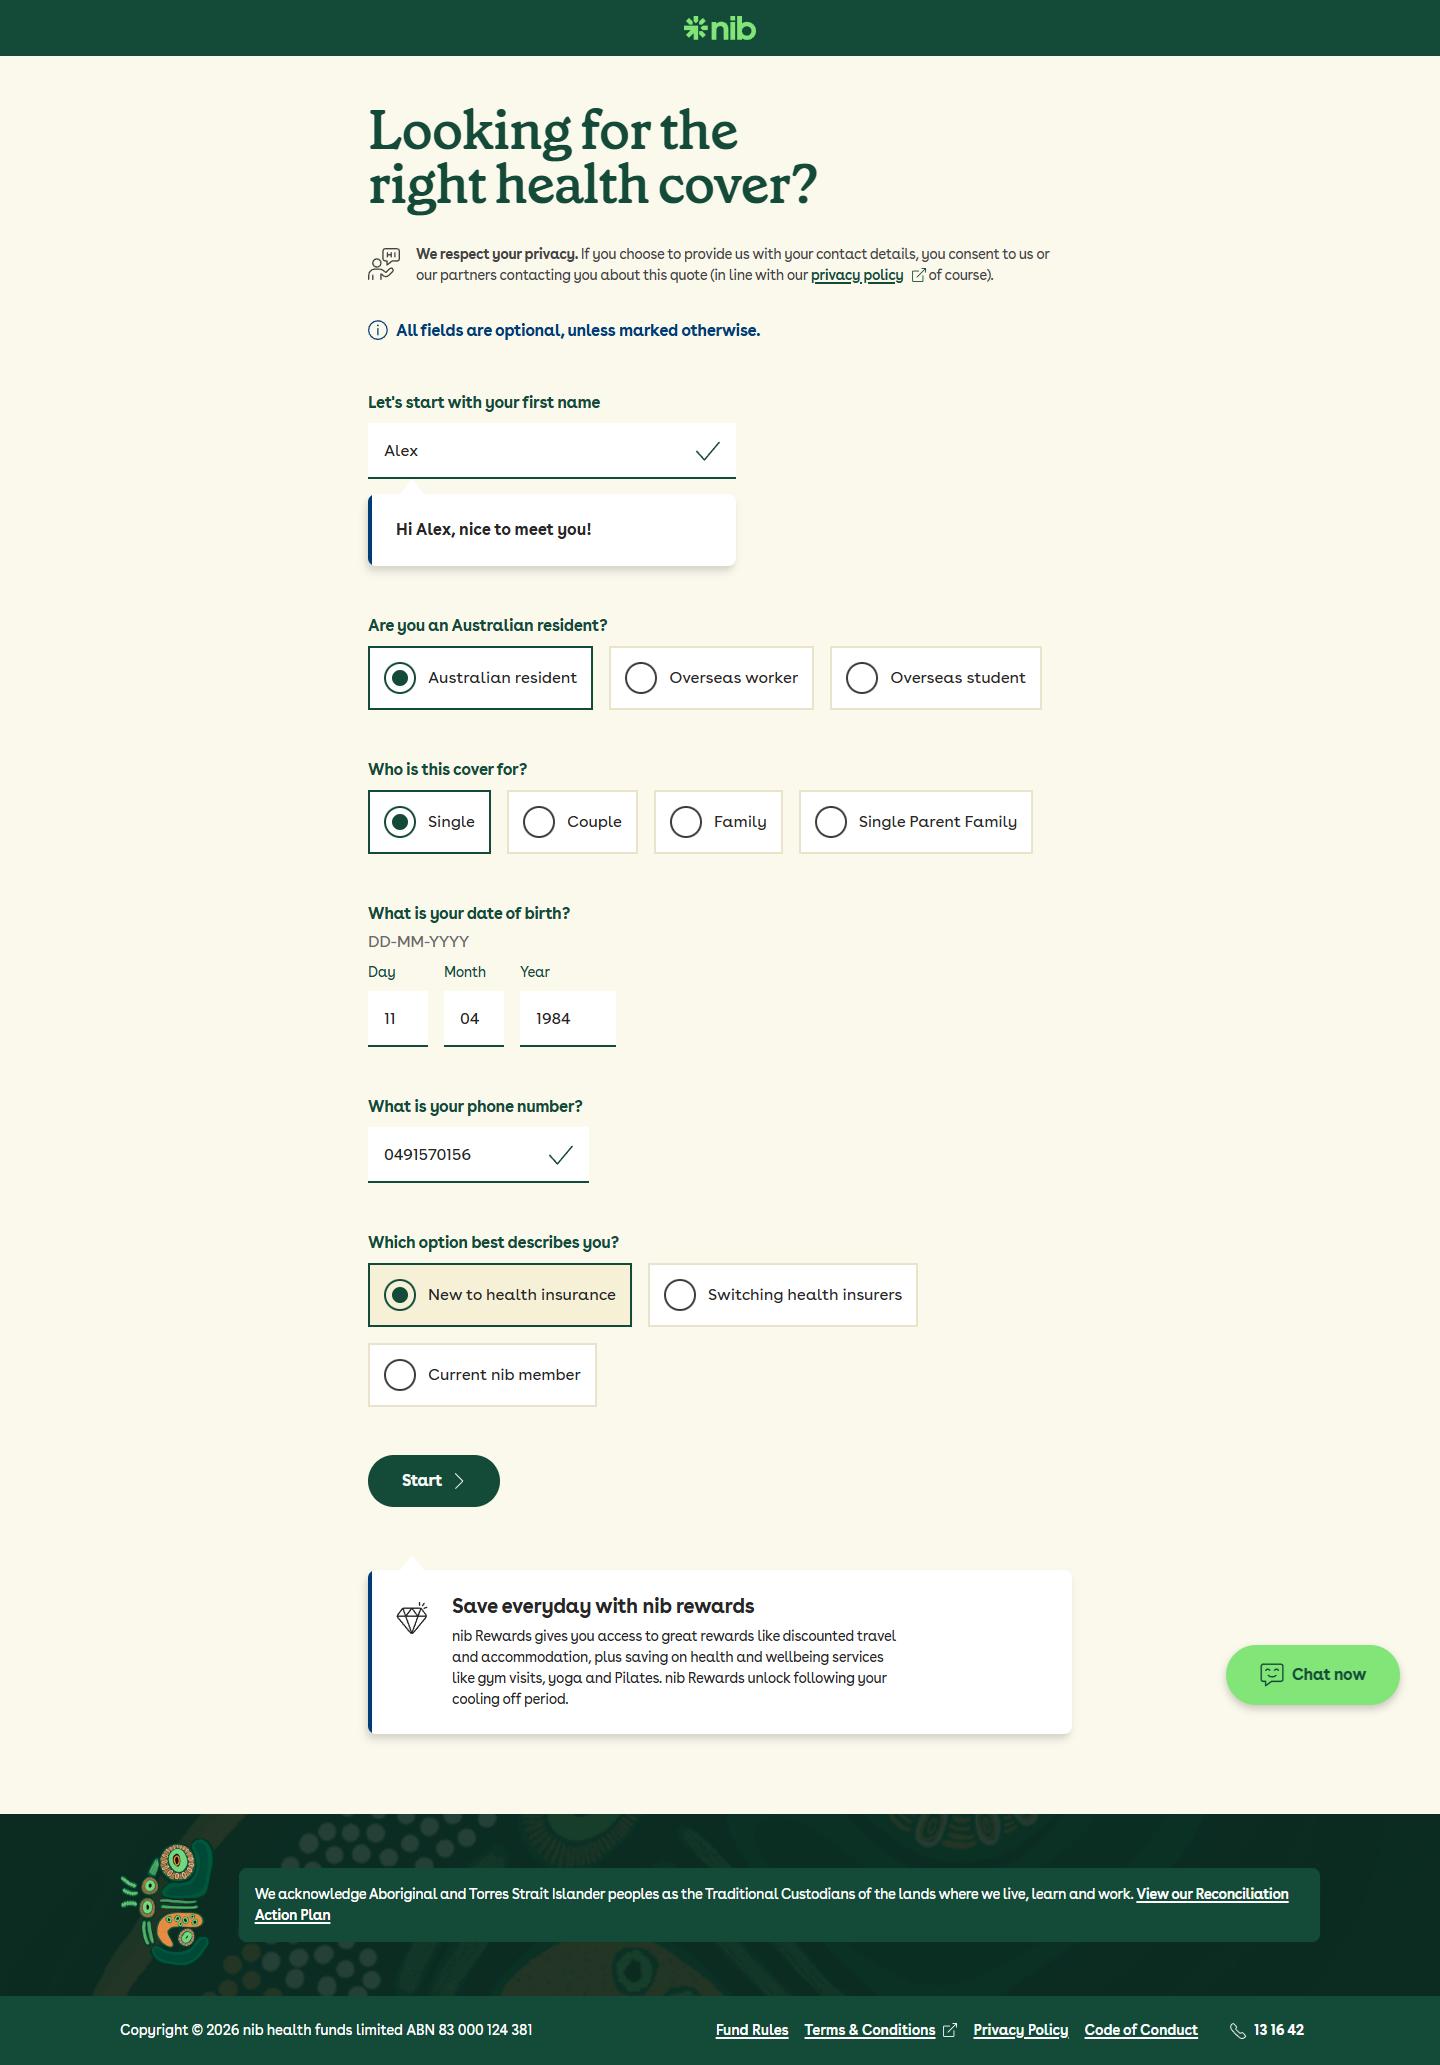 nib
Looking for the
right health cover?
HI
We respect your privacy. If you choose to provide us with your contact details, you consent to us or
our partners contacting you about this quote (in line with our privacy policy of course).
All fields are optional, unless marked otherwise.
Let's start with your first name
Alex
Hi Alex, nice to meet you!
Are you an Australian resident?
Australian resident Overseas worker Overseas student
Who is this cover for?
Single Couple Family Single Parent Family
What is your date of birth?
DD-MM-YYYY
Day Month Year
11 04 1984
What is your phone number?
0491570156
Which option best describes you?
New to health insurance Switching health insurers
Current nib member
Start
Save everyday with nib rewards
nib Rewards gives you access to great rewards like discounted travel
and accommodation, plus saving on health and wellbeing services
like gym visits, yoga and Pilates. nib Rewards unlock following your
cooling off period.
Chat now
We acknowledge Aboriginal and Torres Strait Islander peoples as the Traditional Custodians of the lands where we live, learn and work. View our Reconciliation
Action Plan
Copyright © 2026 nib health funds limited ABN 83 000 124 381 Fund Rules Terms & Conditions Privacy Policy Code of Conduct 13 16 42